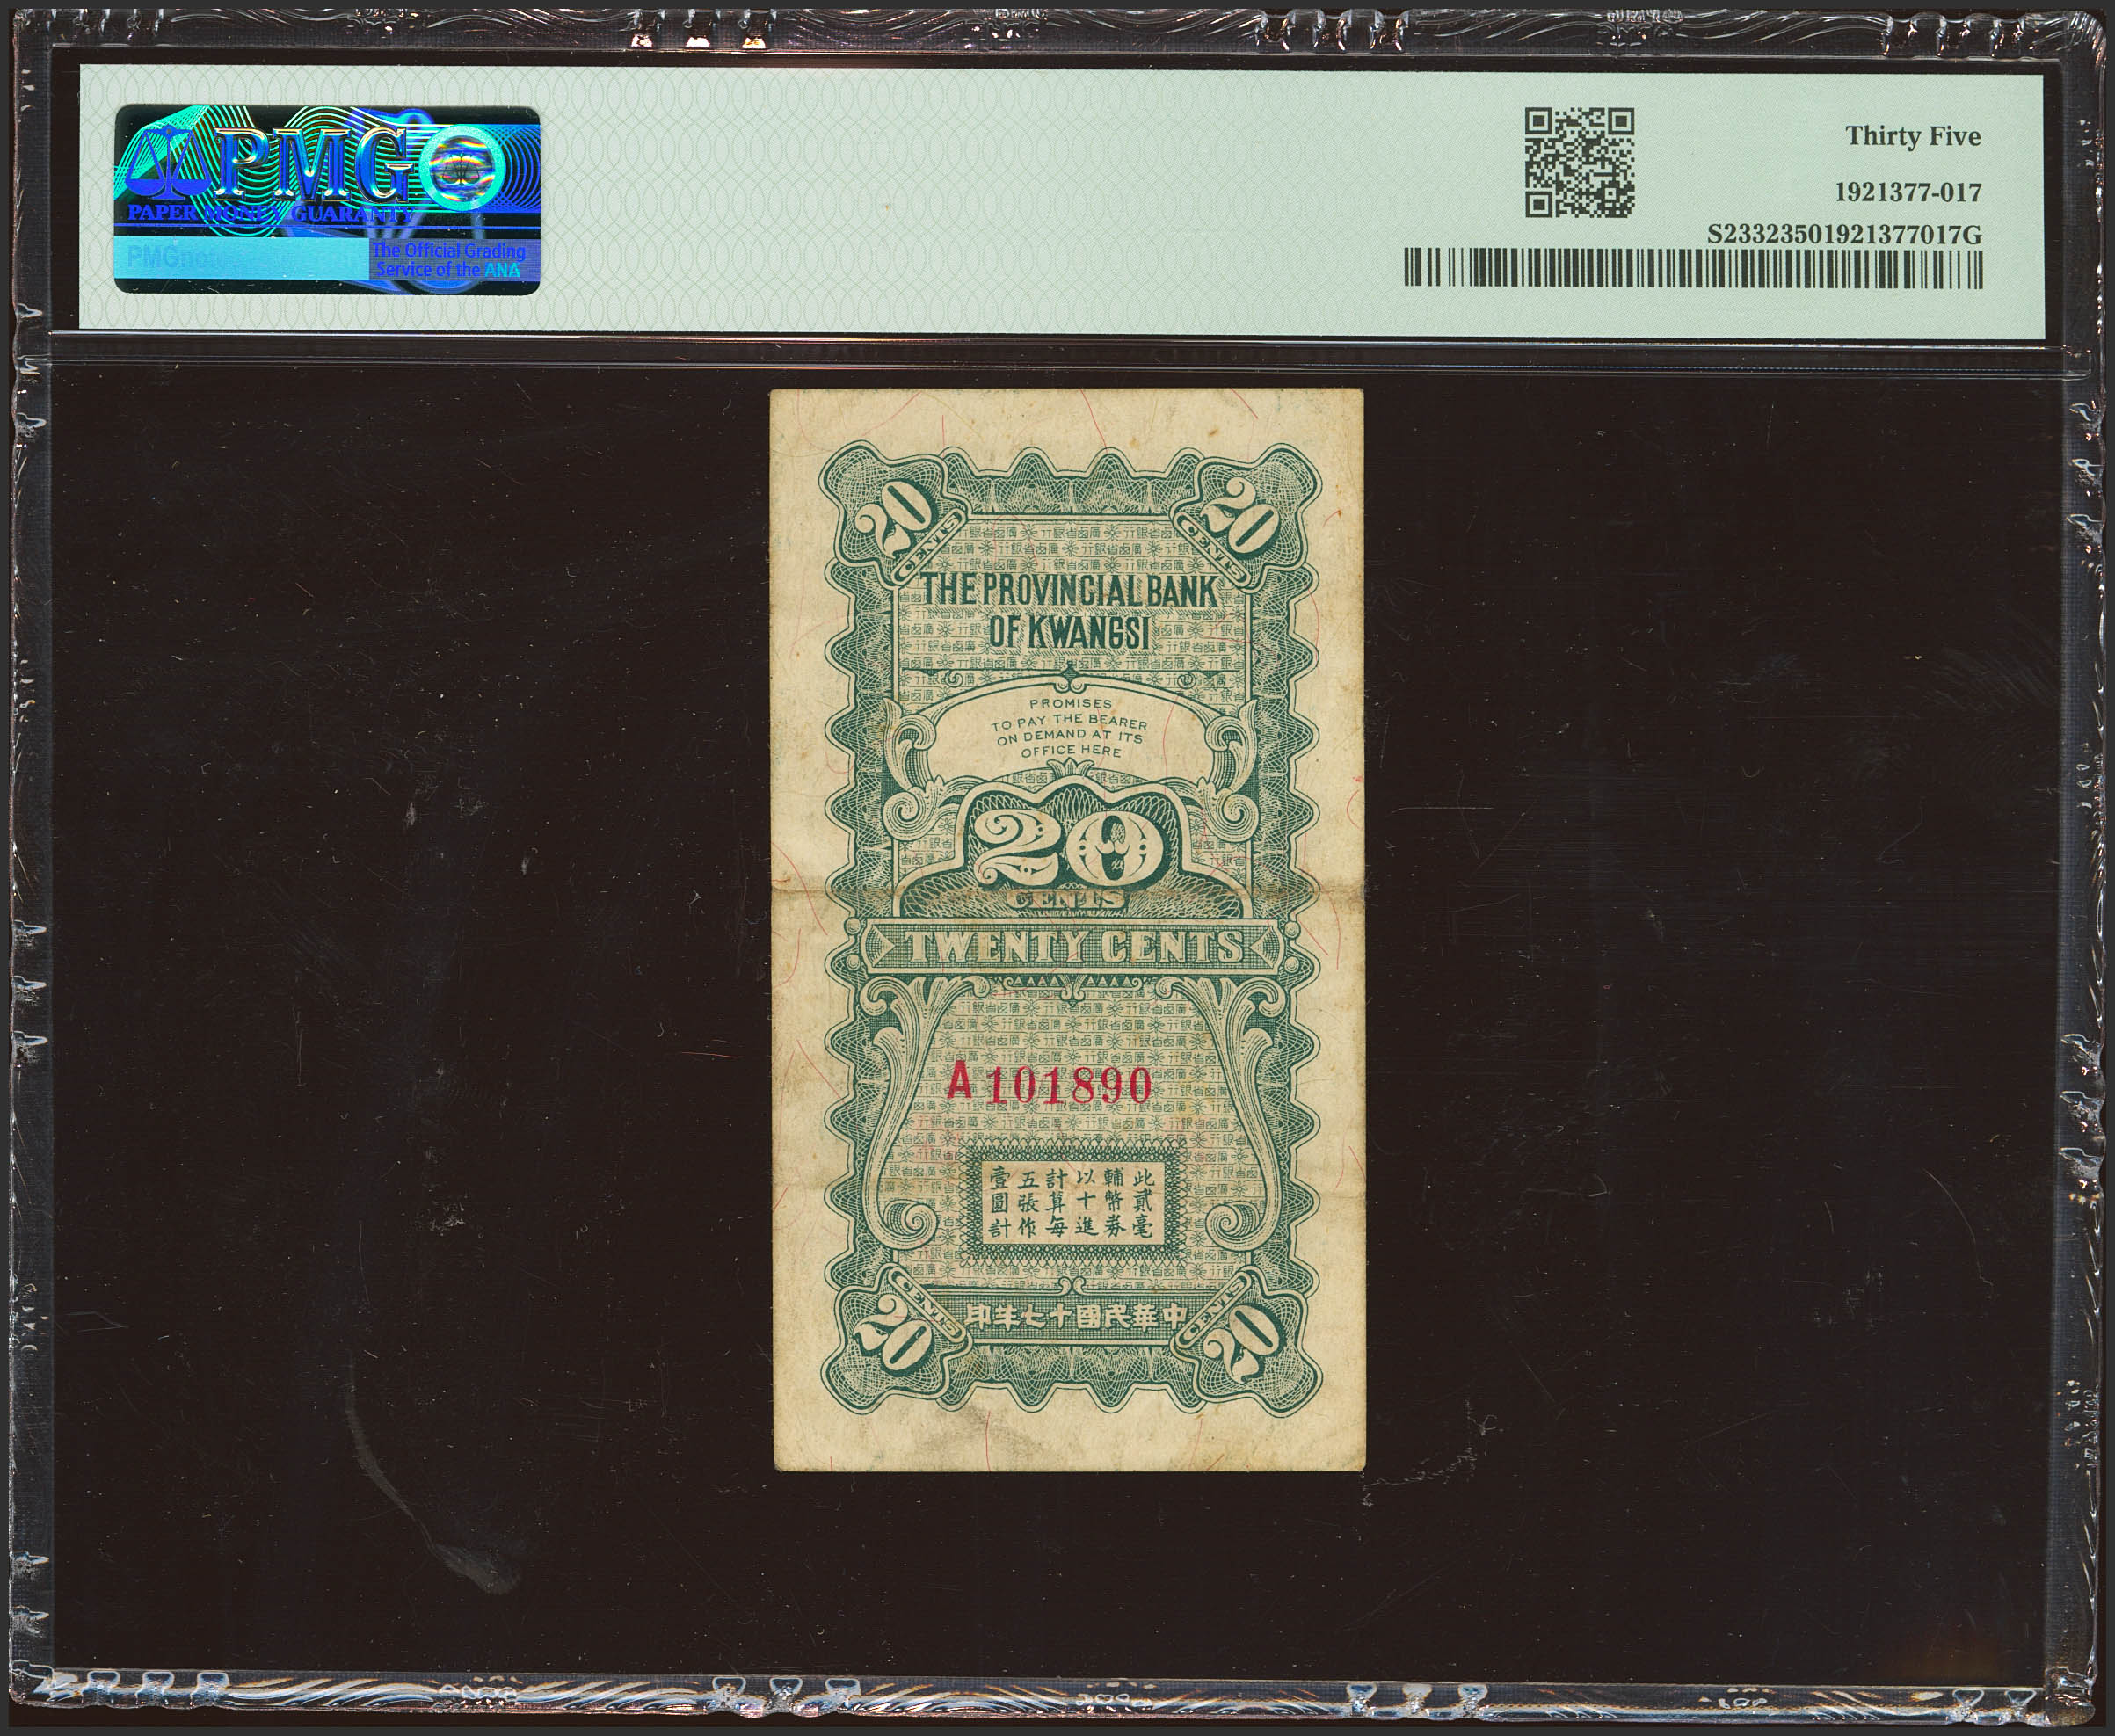 PMG
PAPER MONEY GUARANTY
The Official Grading
Service of the ANA
Thirty Five
1921377-017
S23323501921377017G
20 CENTS
20 CENTS
THE PROVINCIAL BANK
OF KWANGSI
PROMISES
TO PAY THE BEARER
ON DEMAND AT ITS
OFFICE HERE
20
CENTS
TWENTY CENTS
A 101890
此貳毫
輔幣券
以十進
計算每
五張作
壹圓計
中華民國十七年印
20 CENTS
20 CENTS